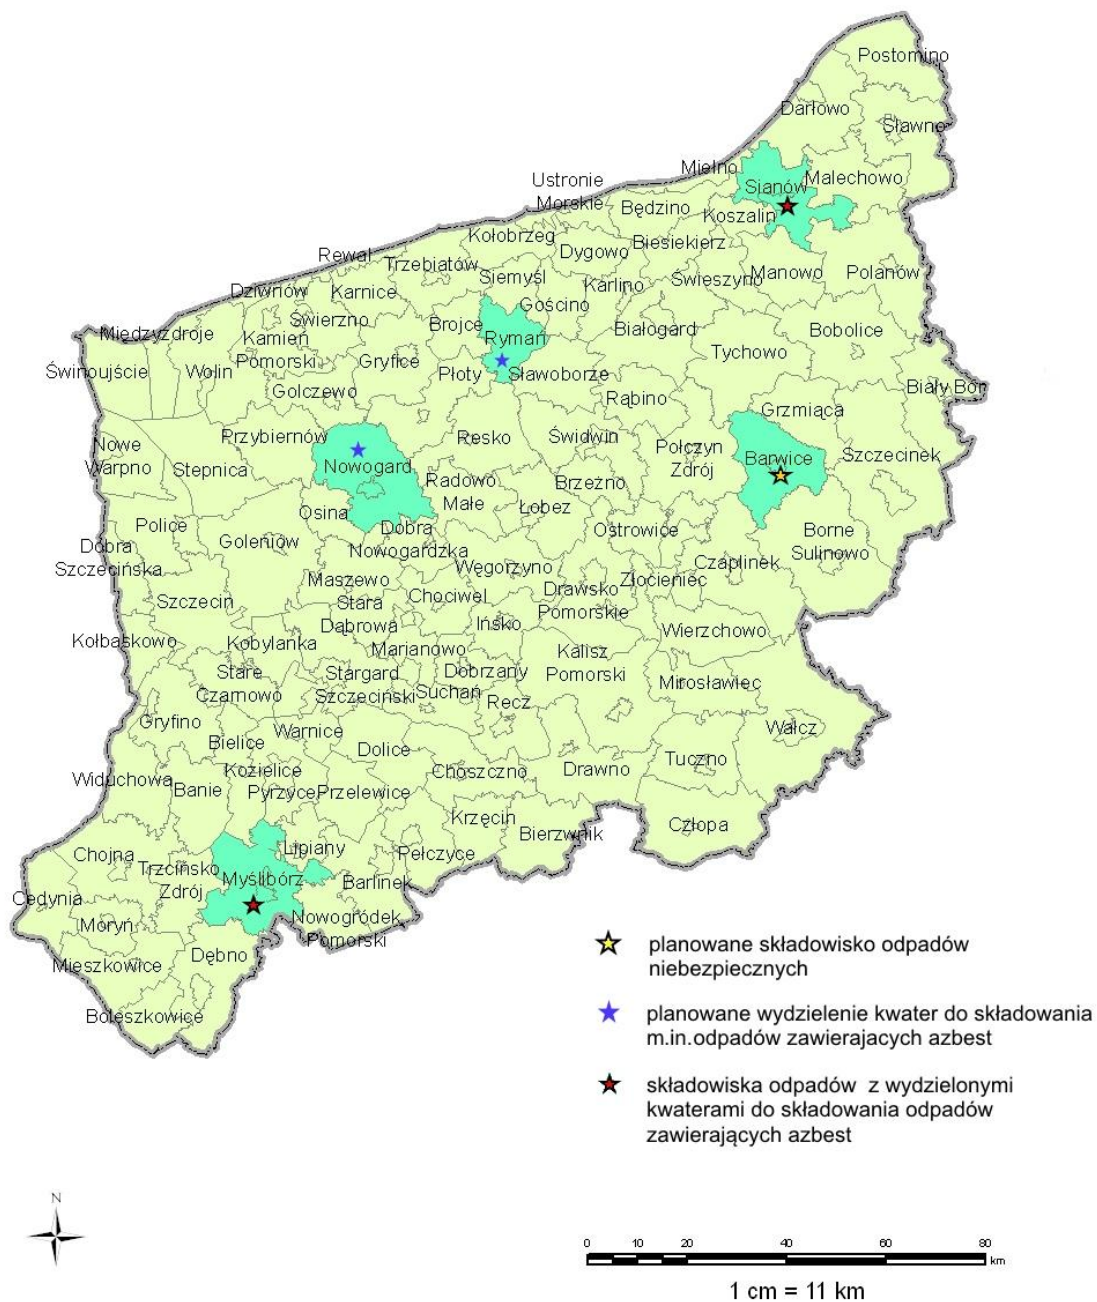 Postomino
Darłowo
Sławno
Mielno
Sianów
Malechowo
Ustronie
Morskie
Będzino
Koszalin
Kołobrzeg
Dygowo
Biesiekierz
Rewal
Trzebiatów
Siemyśl
Karlino
Świeszyno
Manowo
Polanów
Dziwnów
Karnice
Gościno
Świerzno
Brojce
Białogard
Bobolice
Międzyzdroje
Kamień
Pomorski
Gryfice
Rymań
Tychowo
Świnoujście
Wolin
Płoty
Sławoborze
Golczewo
Rąbino
Biały Bór
Grzmiąca
Przybiernów
Resko
Świdwin
Połczyn
Zdrój
Barwice
Szczecinek
Nowe
Warpno
Stepnica
Nowogard
Radowo
Małe
Brzeżno
Łobez
Osina
Dobra
Nowogardzka
Ostrowice
Borne
Sulinowo
Police
Goleniów
Dobra
Szczecińska
Węgorzyno
Czaplinek
Maszewo
Chociwel
Drawsko
Pomorskie
Złocieniec
Szczecin
Stara
Dąbrowa
Ińsko
Wierzchowo
Kołbaskowo
Kobylanka
Marianowo
Kalisz
Pomorski
Stare
Czarnowo
Stargard
Szczeciński
Suchań
Dobrzany
Mirosławiec
Recz
Gryfino
Warnice
Wałcz
Bielice
Dolice
Tuczno
Widuchowa
Banie
Kozielice
Pyrzyce
Przelewice
Choszczno
Drawno
Krzęcin
Bierzwnik
Człopa
Chojna
Trzcińsko
Zdrój
Lipiany
Pełczyce
Myślibórz
Barlinek
Cedynia
Moryń
Nowogródek
Pomorski
Mieszkowice
Dębno
Boleszkowice
planowane składowisko odpadów
niebezpiecznych
planowane wydzielenie kwater do składowania
m.in.odpadów zawierajacych azbest
składowiska odpadów z wydzielonymi
kwaterami do składowania odpadów
zawierających azbest
N
0 10 20 40 60 80
km
1 cm = 11 km